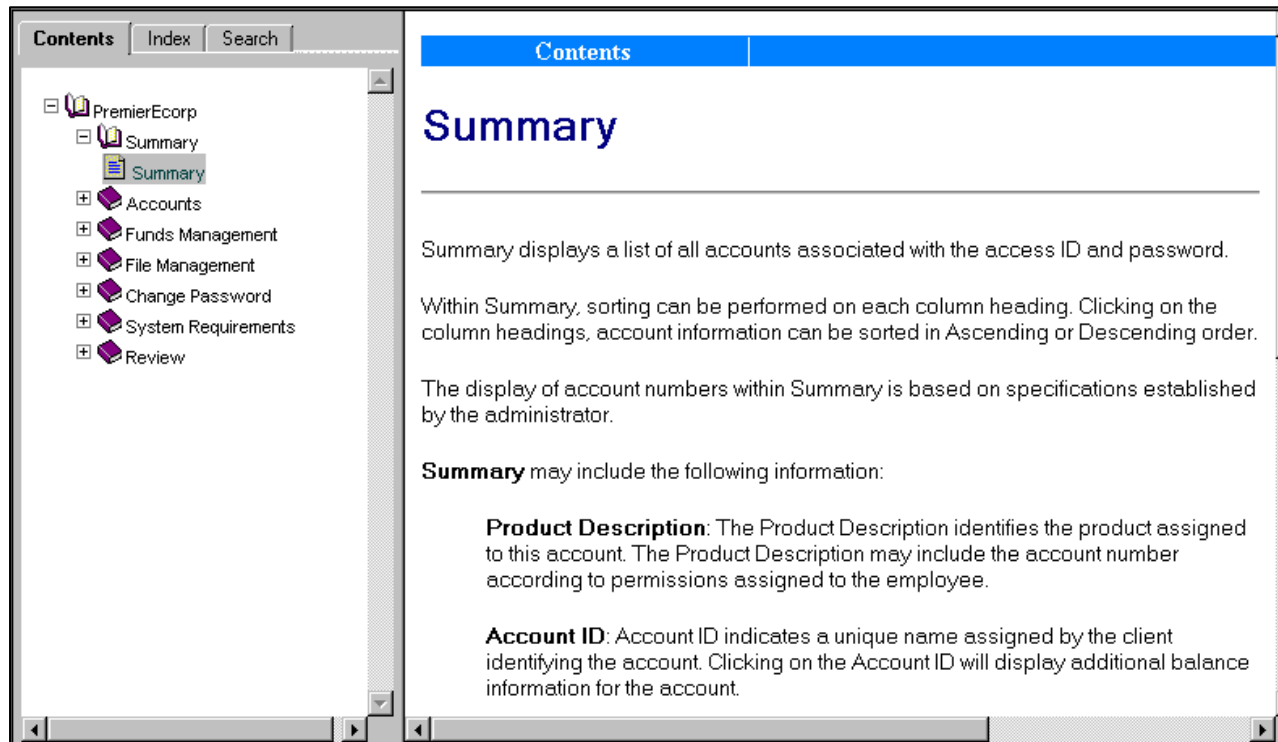 Contents Index Search
PremierEcorp
Summary
Summary
Accounts
Funds Management
File Management
Change Password
System Requirements
Review
Contents
Summary
Summary displays a list of all accounts associated with the access ID and password.
Within Summary, sorting can be performed on each column heading. Clicking on the
column headings, account information can be sorted in Ascending or Descending order.
The display of account numbers within Summary is based on specifications established
by the administrator.
Summary may include the following information:
Product Description: The Product Description identifies the product assigned
to this account. The Product Description may include the account number
according to permissions assigned to the employee.
Account ID: Account ID indicates a unique name assigned by the client
identifying the account. Clicking on the Account ID will display additional balance
information for the account.